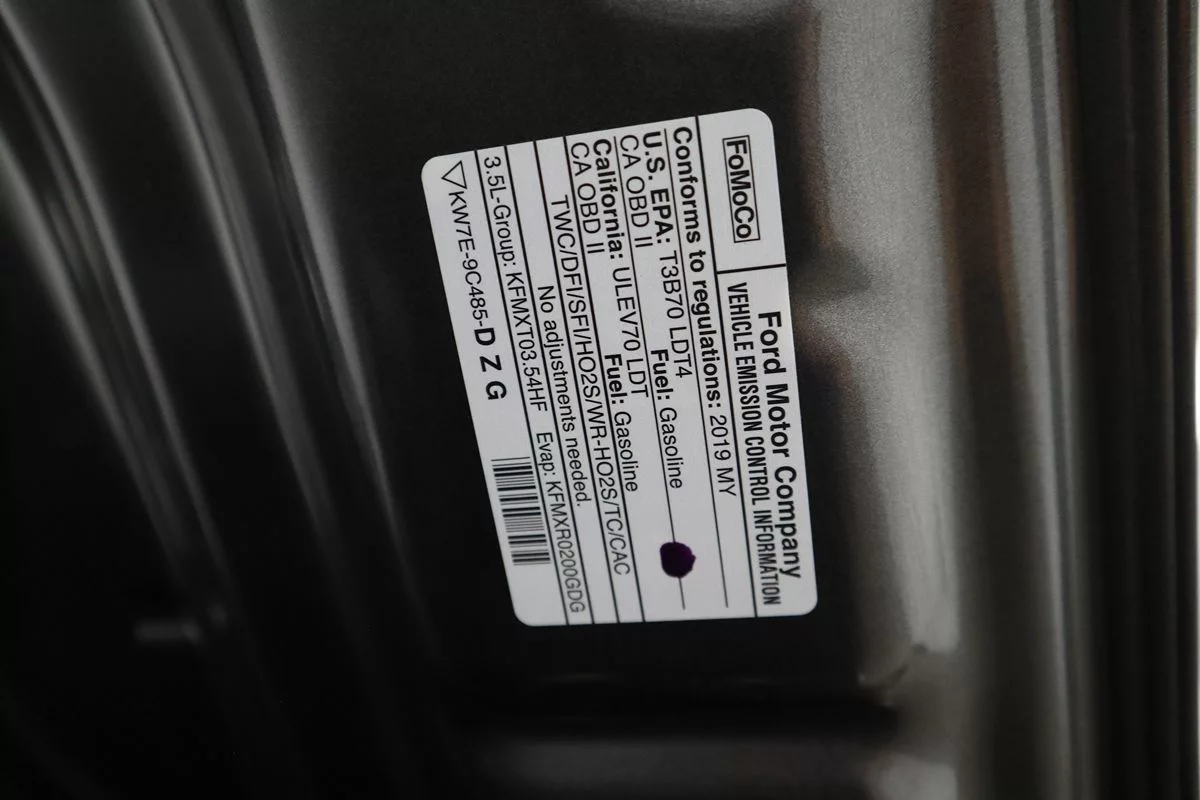 FoMoCo
Ford Motor Company
VEHICLE EMISSION CONTROL INFORMATION
Conforms to regulations: 2019 MY
U.S. EPA: T3B70 LDT4 Fuel: Gasoline
CA OBD II
California: ULEV70 LDT Fuel: Gasoline
CA OBD II
TWC/DFI/SFI/HO2S/WR-HO2S/TC/CAC
No adjustments needed.
3.5L-Group: KFMXT03.54HF Evap: KFMXR0200GDG
KW7E-9C485-D Z G